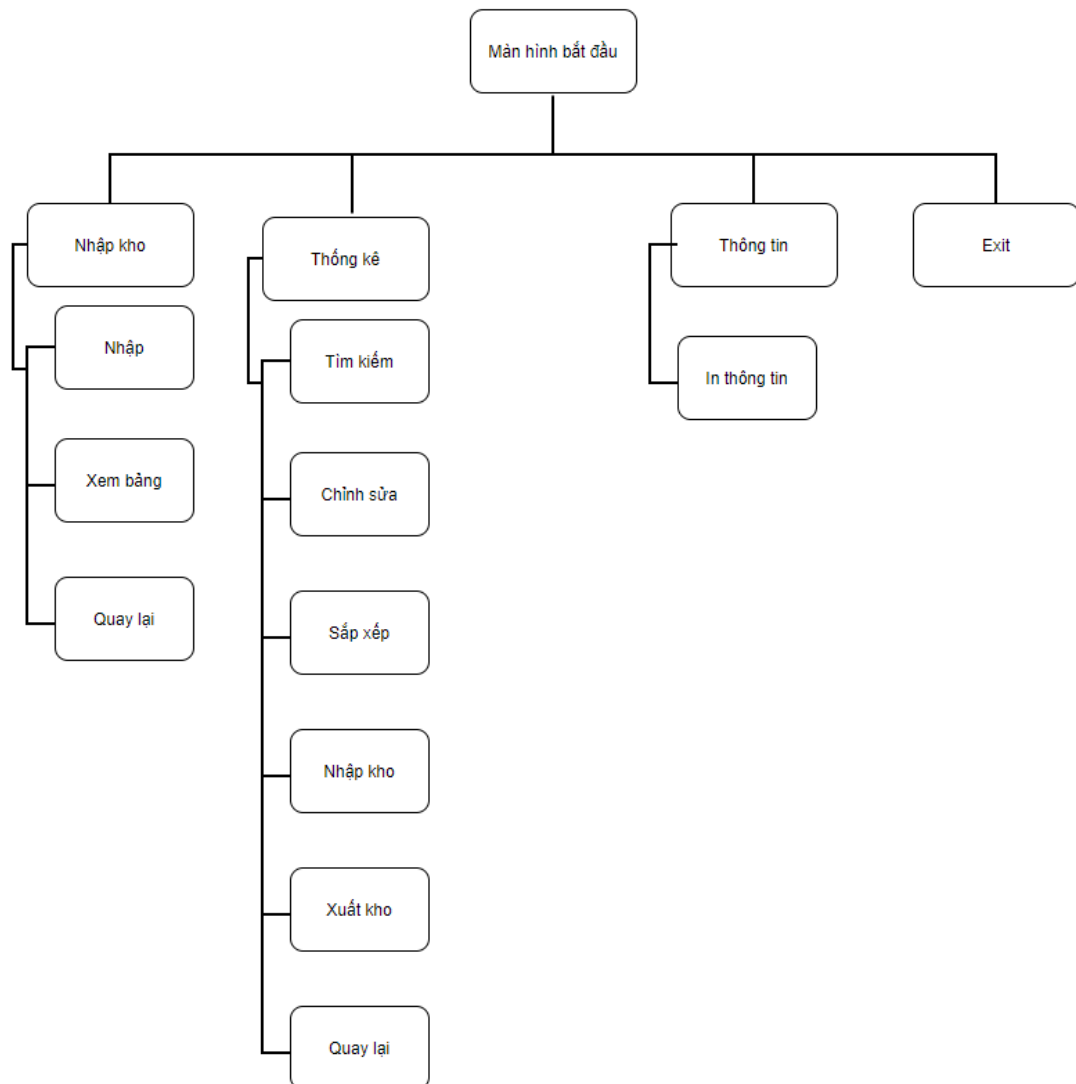 Màn hình bắt đầu
Nhập kho
Nhập
Xem bảng
Quay lại
Thống kê
Tìm kiếm
Chỉnh sửa
Sắp xếp
Nhập kho
Xuất kho
Quay lại
Thông tin
In thông tin
Exit